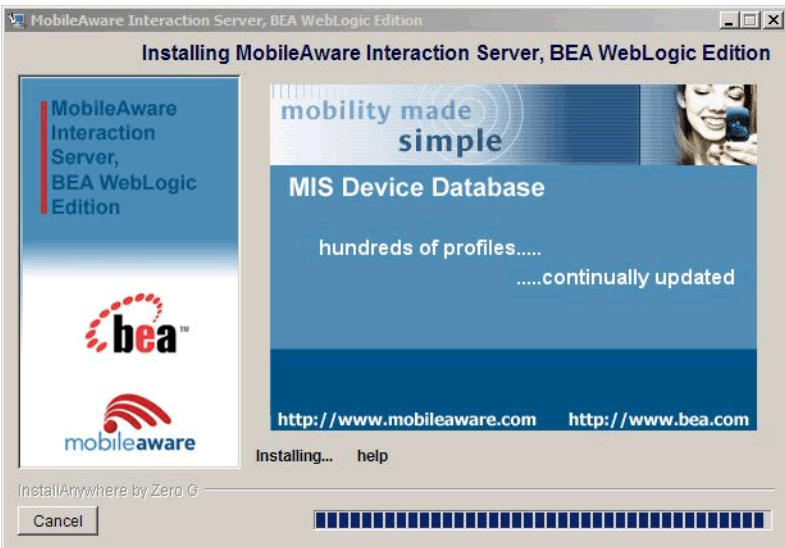 MobileAware Interaction Server, BEA WebLogic Edition
Installing MobileAware Interaction Server, BEA WebLogic Edition
MobileAware
Interaction
Server,
BEA WebLogic
Edition
bea™
mobileaware
mobility made
simple
MIS Device Database
hundreds of profiles.....
.....continually updated
http://www.mobileaware.com http://www.bea.com
Installing... help
InstallAnywhere by Zero G
Cancel